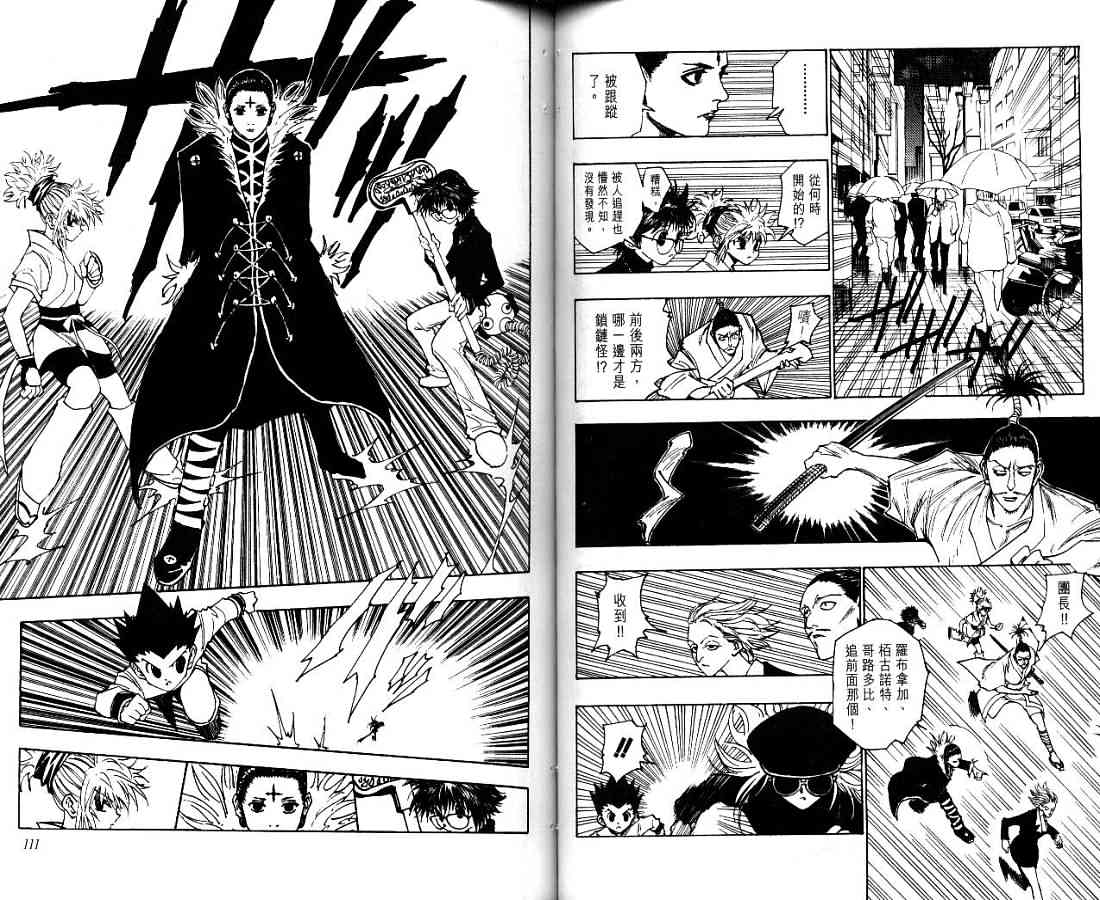 ⋯⋯⋯
被跟蹤
了。
從何時
開始的!?
糟糕。
被人追趕也
懵然不知、
沒有發現。
嘖
前後兩方，
哪一邊才是
鎖鏈怪!?
團長!!
羅布拿加、
栢古諾特、
哥路多比、
追前面那個！
收到!!
!!
111